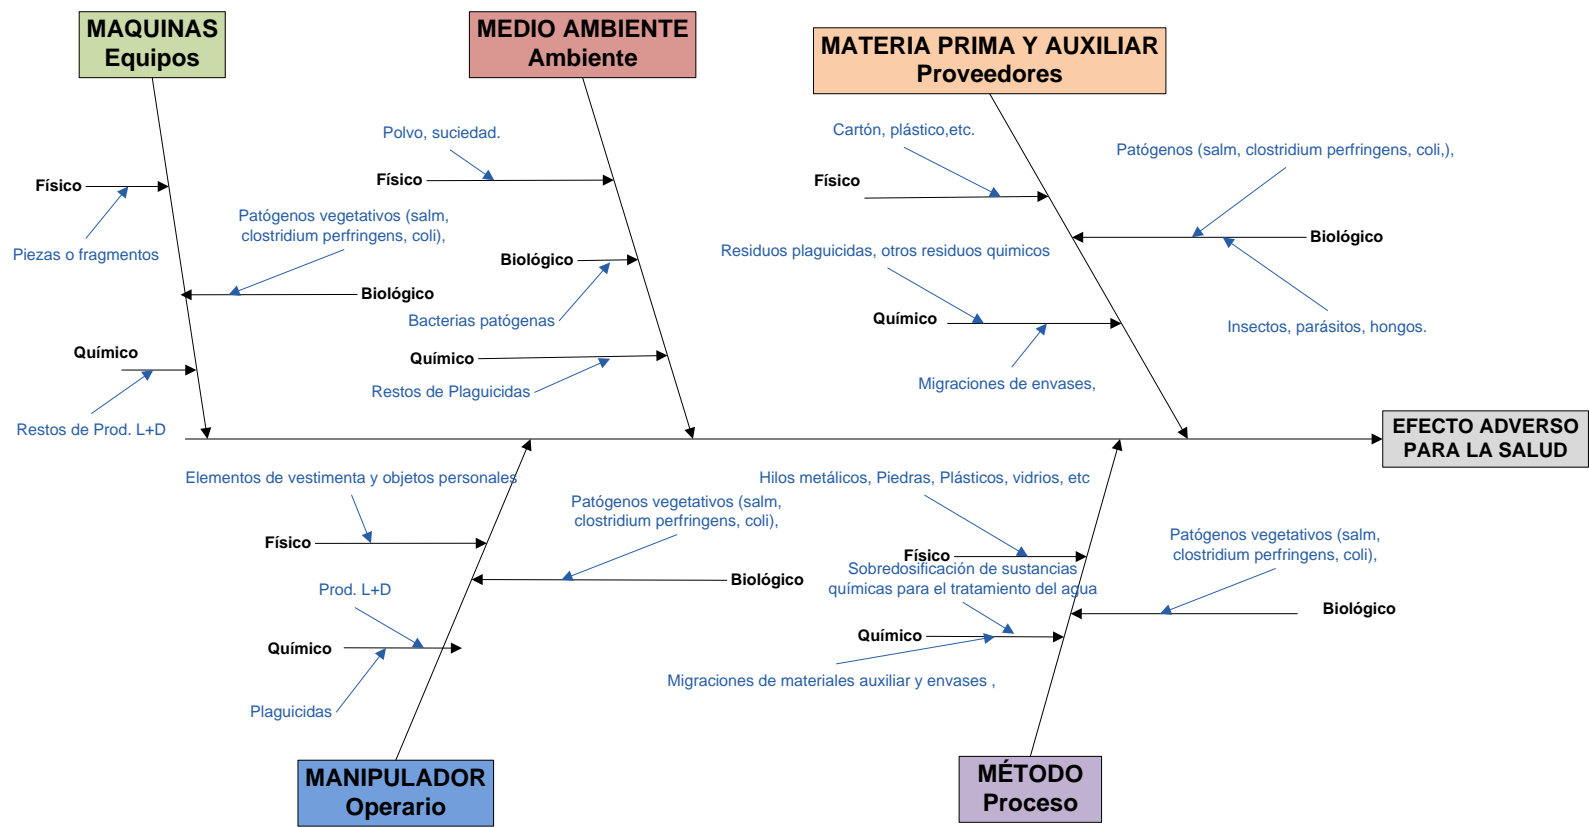 MAQUINAS
Equipos
MEDIO AMBIENTE
Ambiente
MATERIA PRIMA Y AUXILIAR
Proveedores
Físico
Piezas o fragmentos
Patógenos vegetativos (salm,
clostridium perfringens, coli),
Biológico
Químico
Restos de Prod. L+D
Polvo, suciedad.
Físico
Biológico
Bacterias patógenas
Químico
Restos de Plaguicidas
Cartón, plástico,etc.
Físico
Patógenos (salm, clostridium perfringens, coli,),
Biológico
Insectos, parásitos, hongos.
Residuos plaguicidas, otros residuos quimicos
Químico
Migraciones de envases,
EFECTO ADVERSO
PARA LA SALUD
Elementos de vestimenta y objetos personales
Físico
Patógenos vegetativos (salm,
clostridium perfringens, coli),
Biológico
Prod. L+D
Químico
Plaguicidas
Hilos metálicos, Piedras, Plásticos, vidrios, etc
Físico
Sobredosificación de sustancias
químicas para el tratamiento del agua
Químico
Migraciones de materiales auxiliar y envases ,
Patógenos vegetativos (salm,
clostridium perfringens, coli),
Biológico
MANIPULADOR
Operario
MÉTODO
Proceso